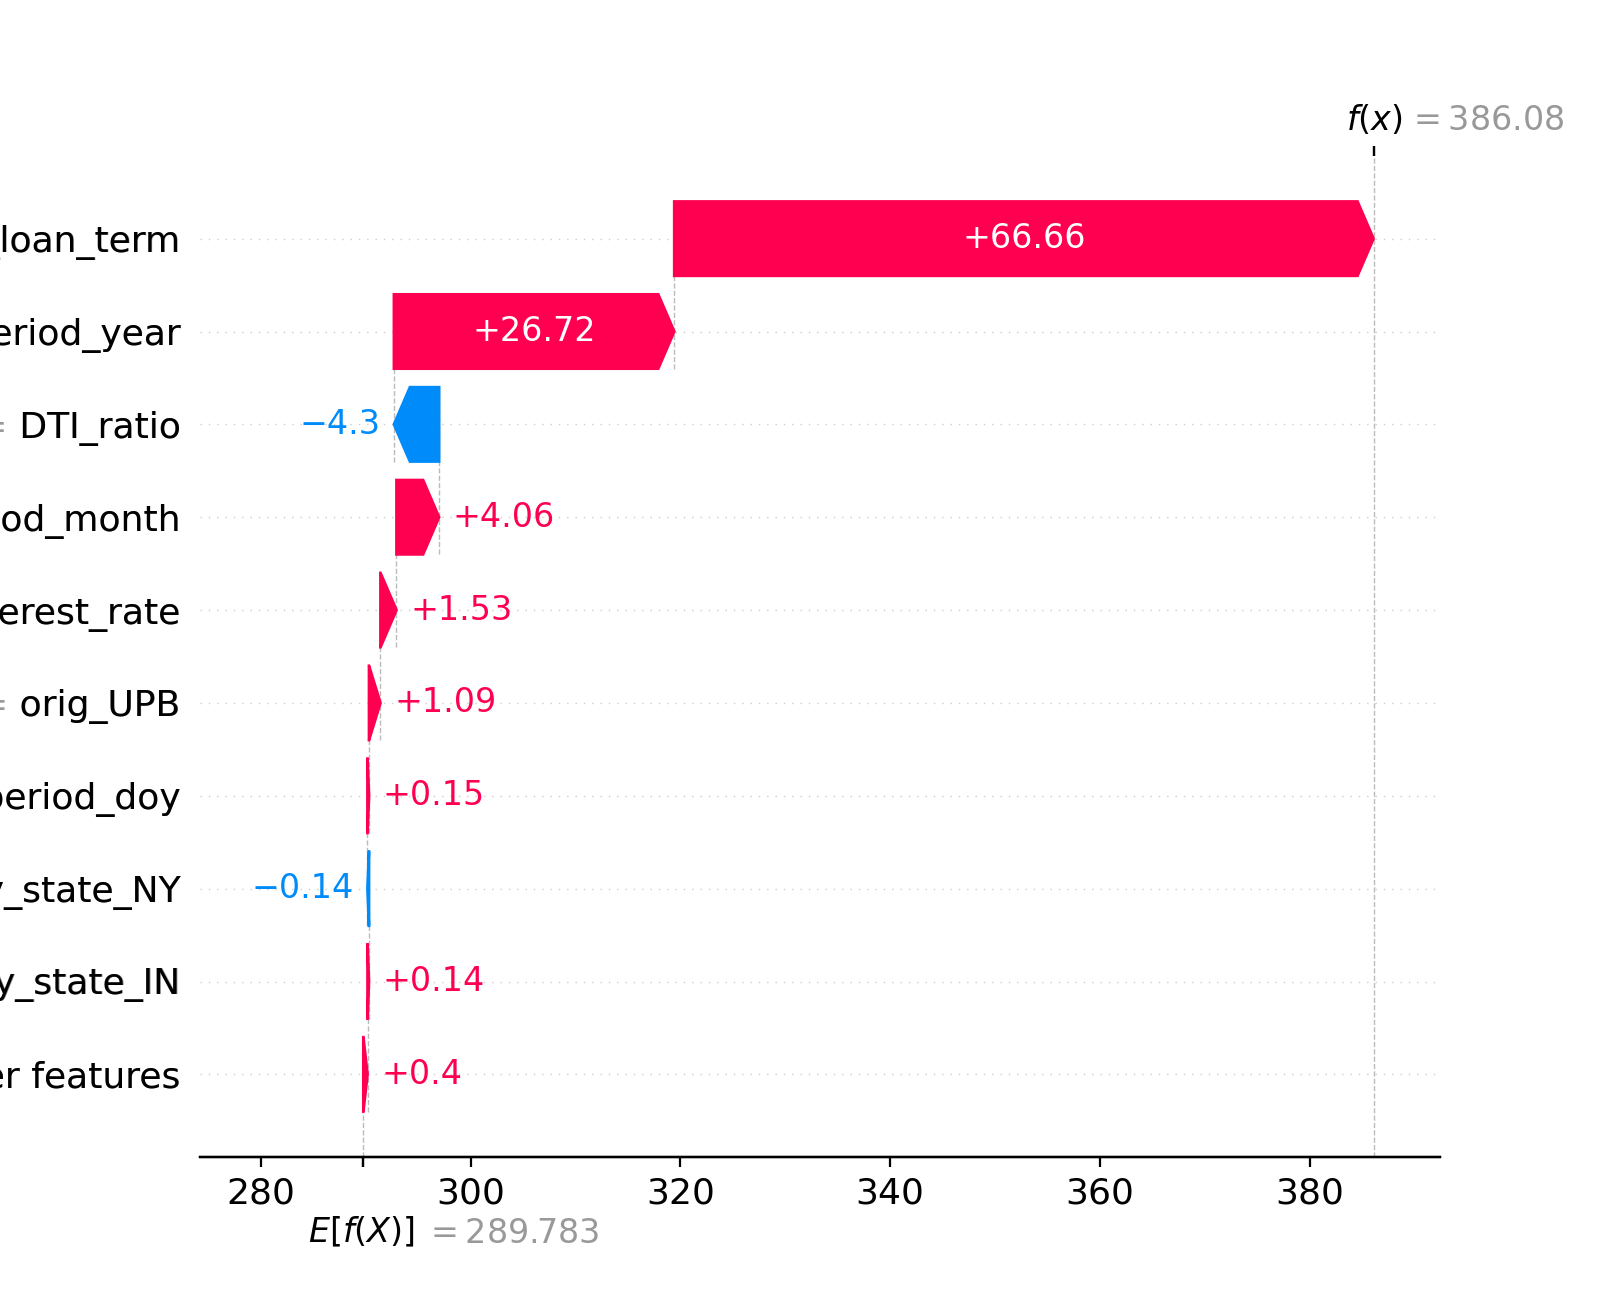 f(x) = 386.08
loan_term +66.66
eriod_year +26.72
= DTI_ratio −4.3
od_month +4.06
erest_rate +1.53
= orig_UPB +1.09
period_doy +0.15
y_state_NY −0.14
y_state_IN +0.14
er features +0.4
280 300 320 340 360 380
E[f(X)] = 289.783